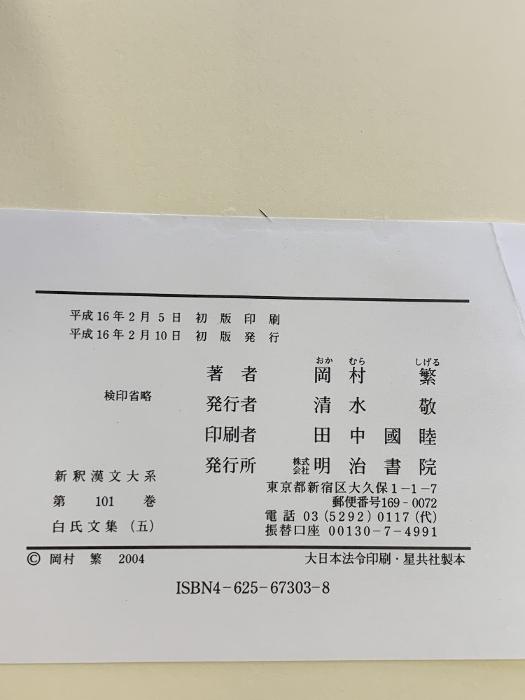 平成16年2月5日 初版印刷
平成16年2月10日 初版発行
検印省略
おか むら しげる
著者 岡村 繁
発行者 清水 敬
印刷者 田中國睦
発行所 株式会社 明治書院
東京都新宿区大久保1-1-7
郵便番号169-0072
電話 03(5292)0117(代)
振替口座 00130-7-4991
新釈漢文大系
第 101 巻
白氏文集(五)
© 岡村 繁 2004
大日本法令印刷・星共社製本
ISBN4-625-67303-8